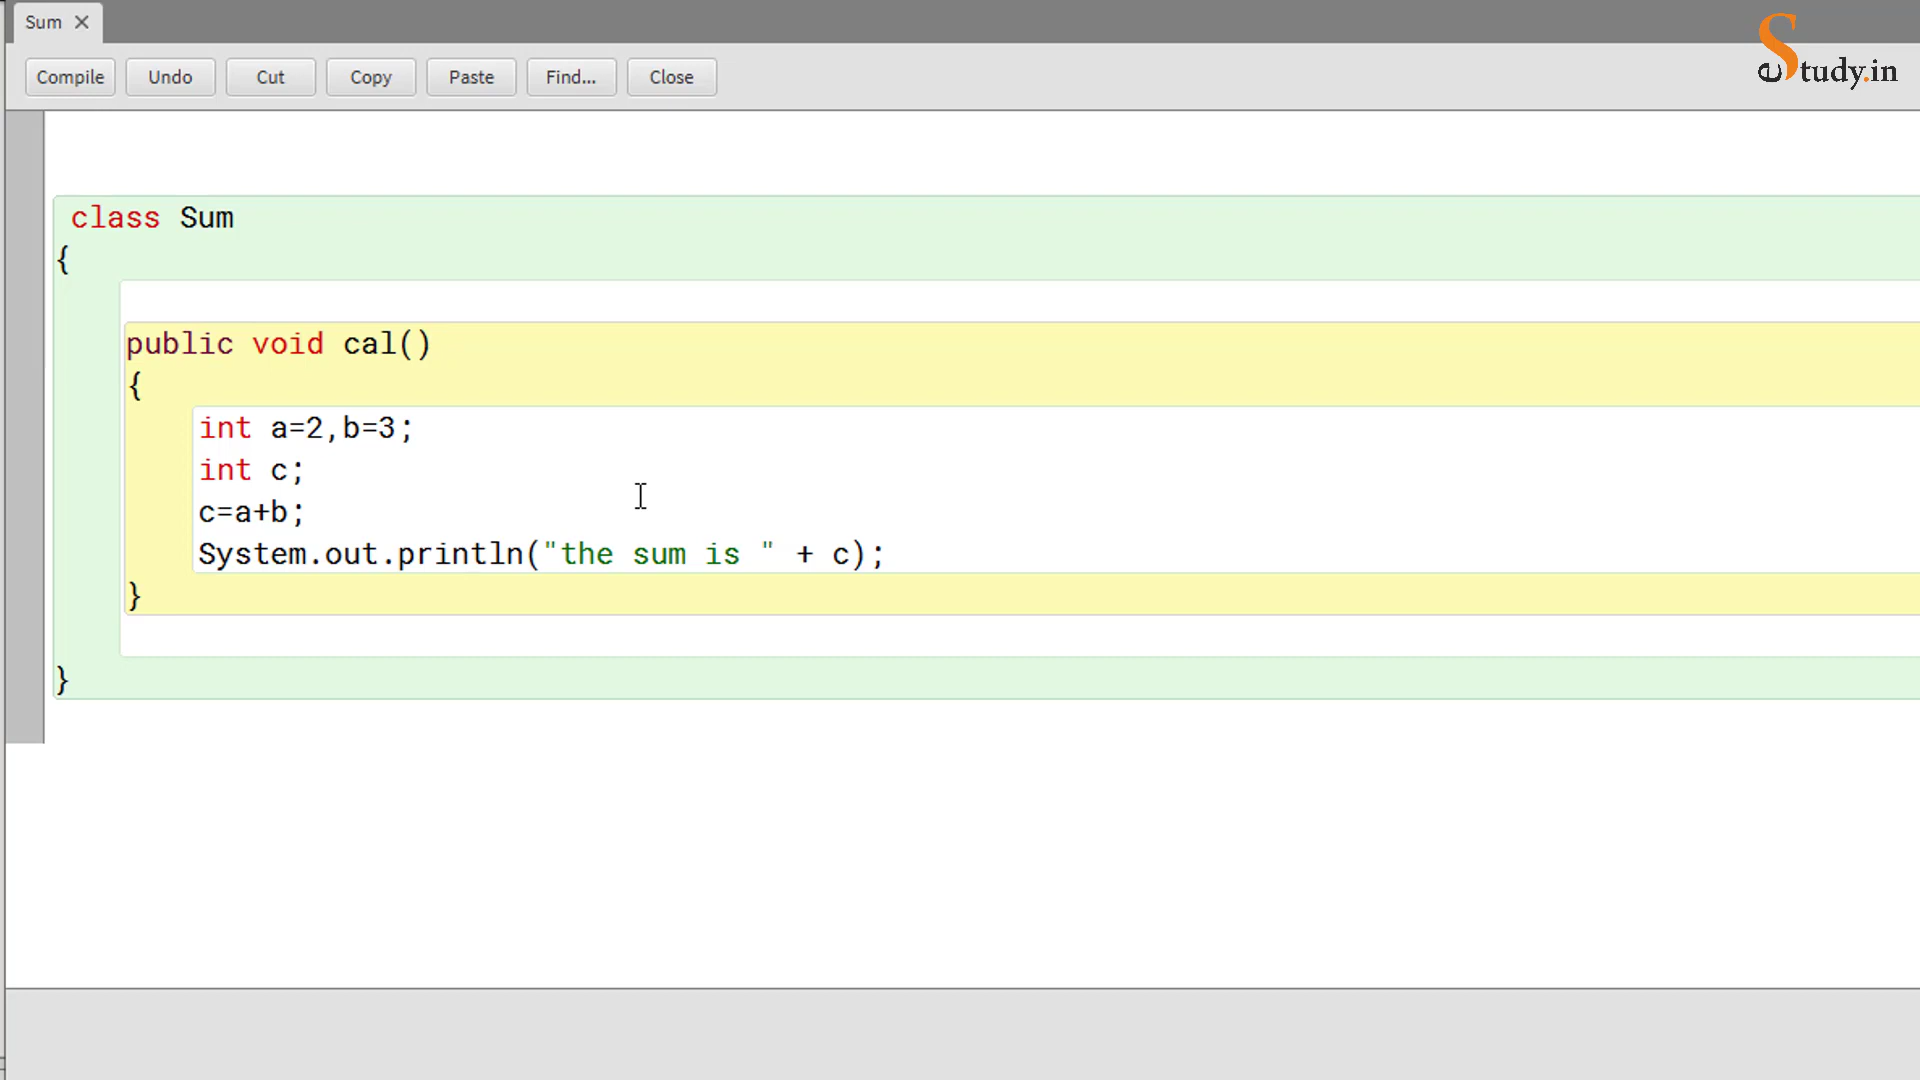 Sum
Compile Undo Cut Copy Paste Find... Close
eStudy.in
class Sum
{
public void cal()
{
int a=2,b=3;
int c;
c=a+b;
System.out.println("the sum is " + c);
}
}